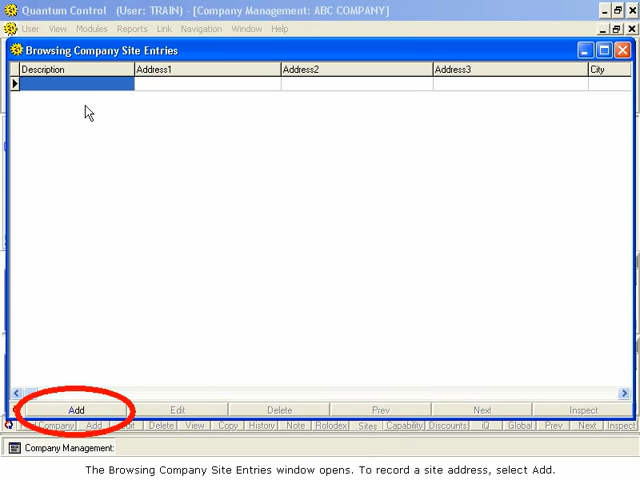 Quantum Control (User: TRAIN) - [Company Management: ABC COMPANY]
User View Modules Reports Link Navigation Window Help
Browsing Company Site Entries
Description Address1 Address2 Address3 City
Add Edit Delete Prev Next Inspect
Company Add Delete View Copy History Note Rolodex Sites Capability Discounts iQ Global Prev Next Inspect
Company Management:
The Browsing Company Site Entries window opens. To record a site address, select Add.